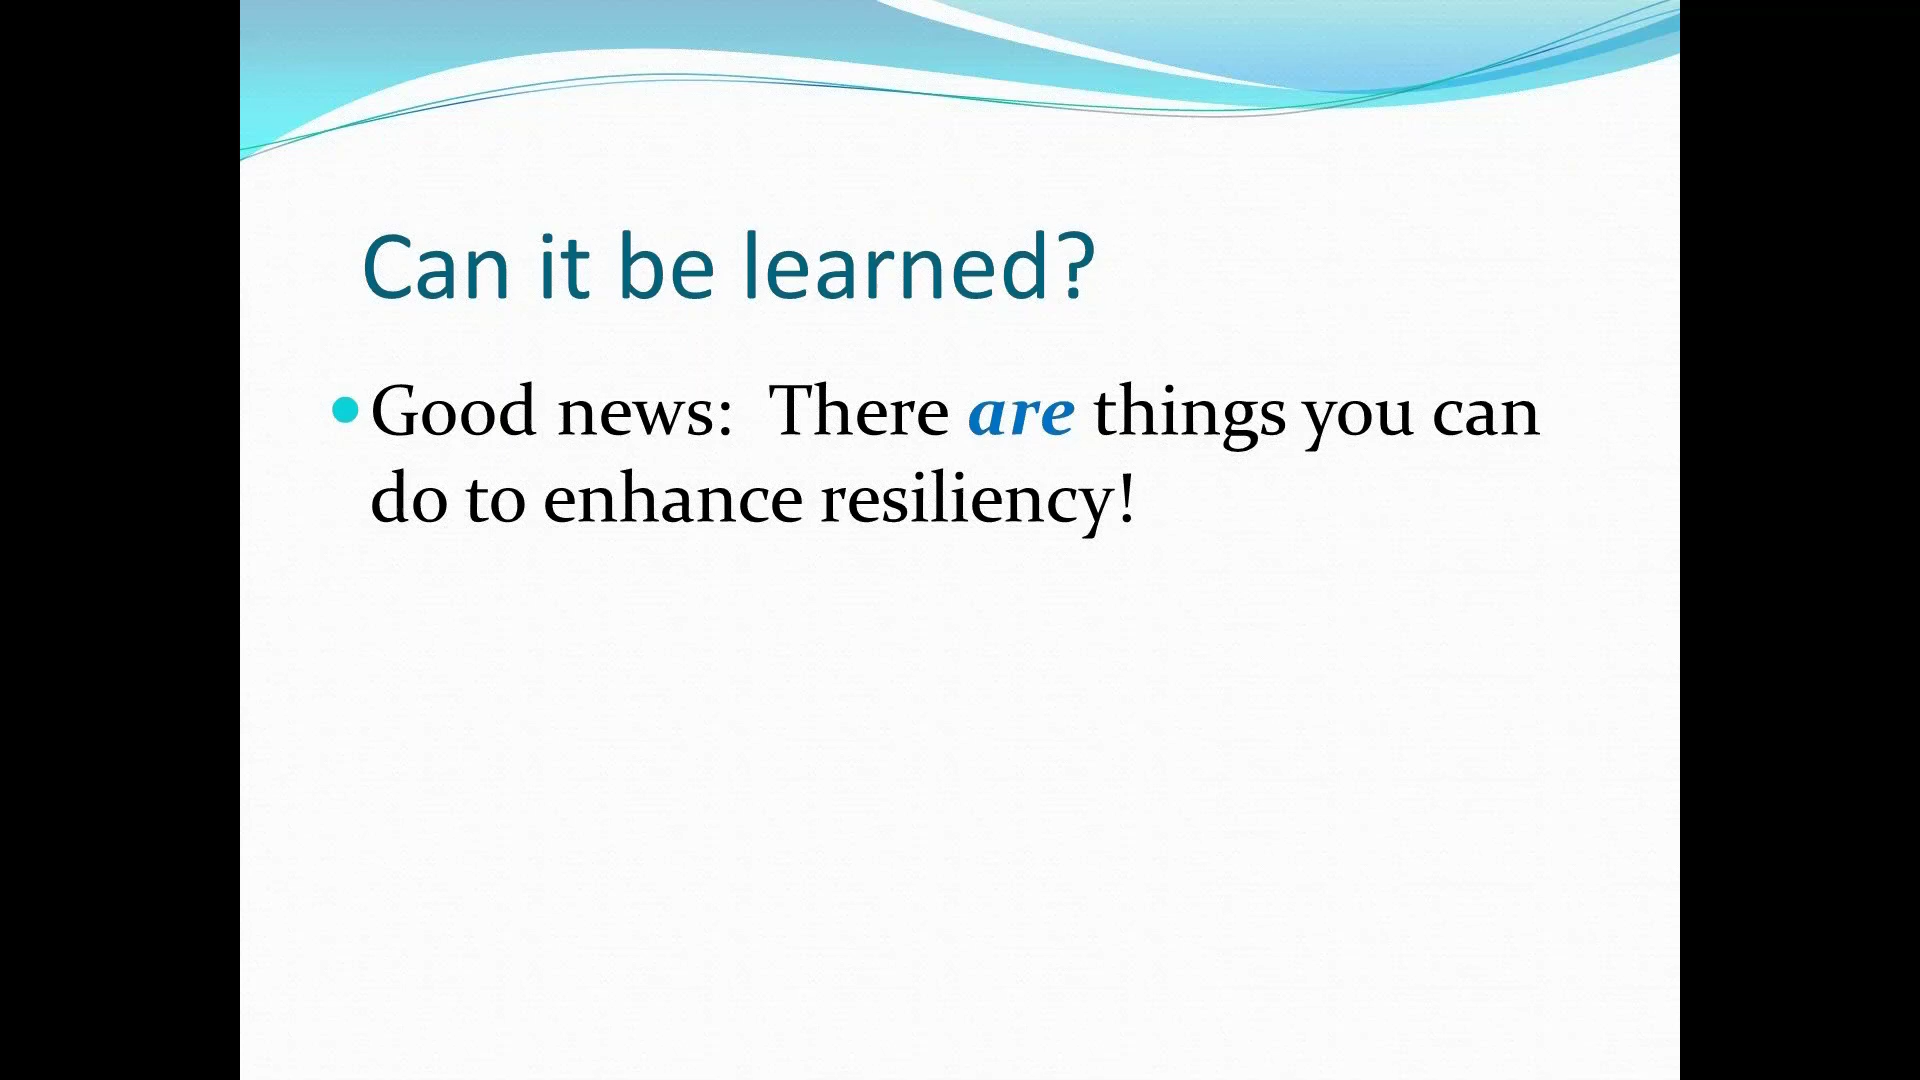 Can it be learned?
• Good news:  There are things you can
do to enhance resiliency!